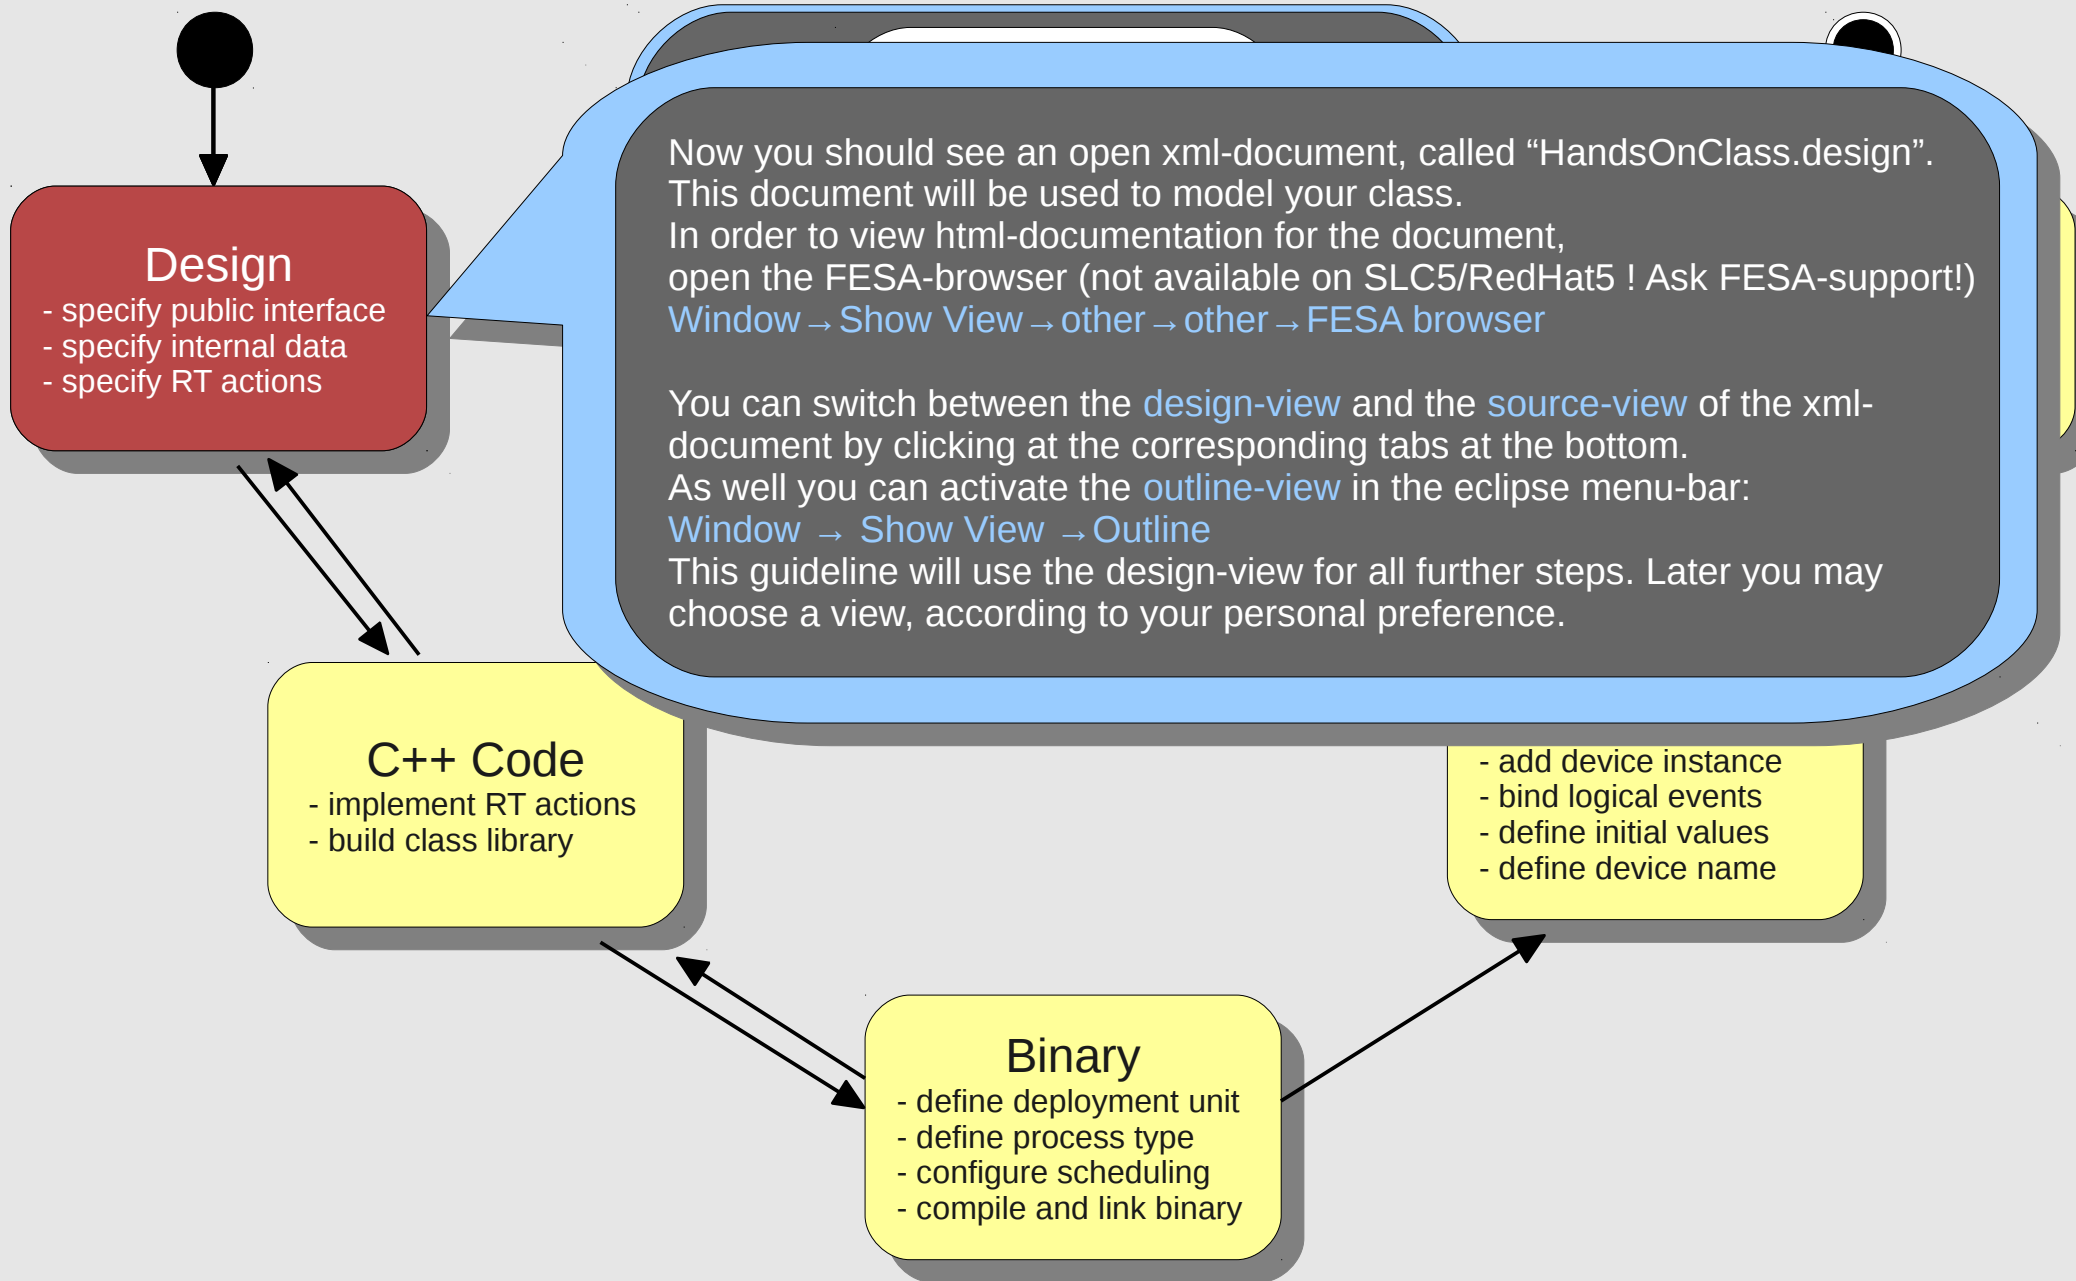 Now you should see an open xml-document, called “HandsOnClass.design”.
This document will be used to model your class.
In order to view html-documentation for the document,
open the FESA-browser (not available on SLC5/RedHat5 ! Ask FESA-support!)
Window→Show View→other→other→FESA browser
You can switch between the design-view and the source-view of the xml-
document by clicking at the corresponding tabs at the bottom.
As well you can activate the outline-view in the eclipse menu-bar:
Window → Show View →Outline
This guideline will use the design-view for all further steps. Later you may
choose a view, according to your personal preference.
Design
- specify public interface
- specify internal data
- specify RT actions
C++ Code
- implement RT actions
- build class library
- add device instance
- bind logical events
- define initial values
- define device name
Binary
- define deployment unit
- define process type
- configure scheduling
- compile and link binary